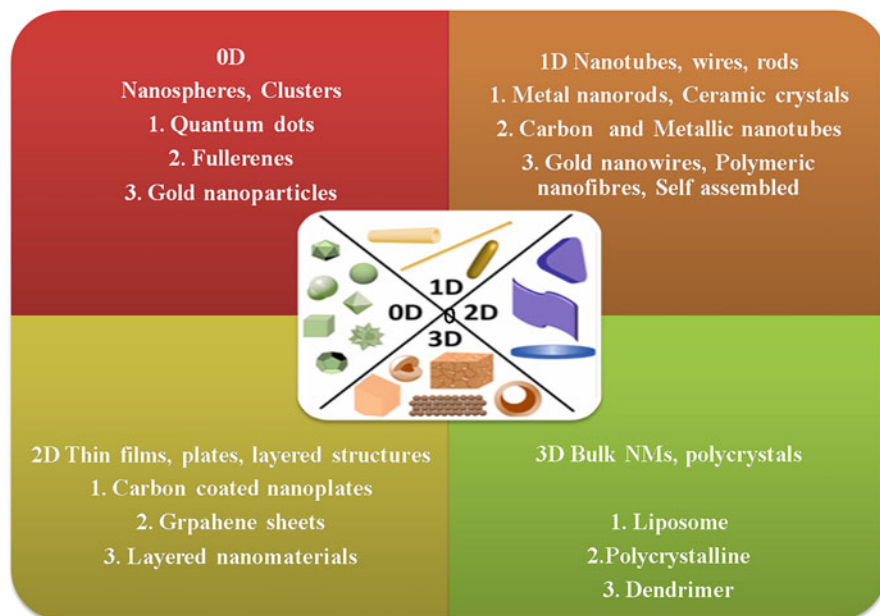 0D
Nanospheres, Clusters
1. Quantum dots
2. Fullerenes
3. Gold nanoparticles
1D Nanotubes, wires, rods
1. Metal nanorods, Ceramic crystals
2. Carbon and Metallic nanotubes
3. Gold nanowires, Polymeric
nanofibres, Self assembled
1D
0D 0 2D
3D
2D Thin films, plates, layered structures
1. Carbon coated nanoplates
2. Grpahene sheets
3. Layered nanomaterials
3D Bulk NMs, polycrystals
1. Liposome
2.Polycrystalline
3. Dendrimer